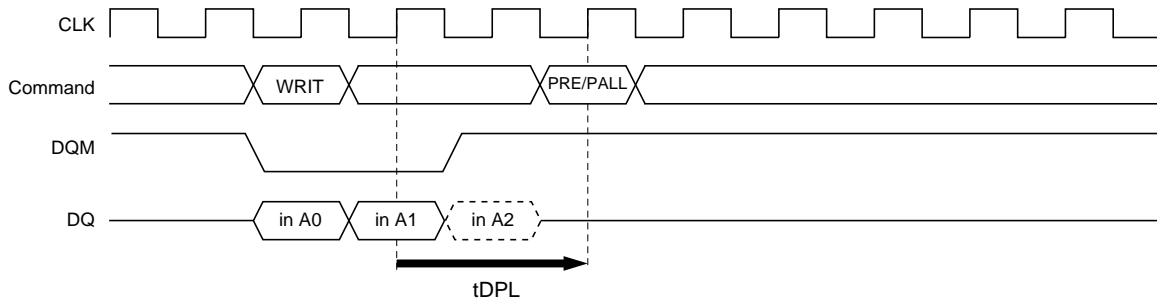 CLK
Command WRIT PRE/PALL
DQM
DQ in A0 in A1 in A2
tDPL